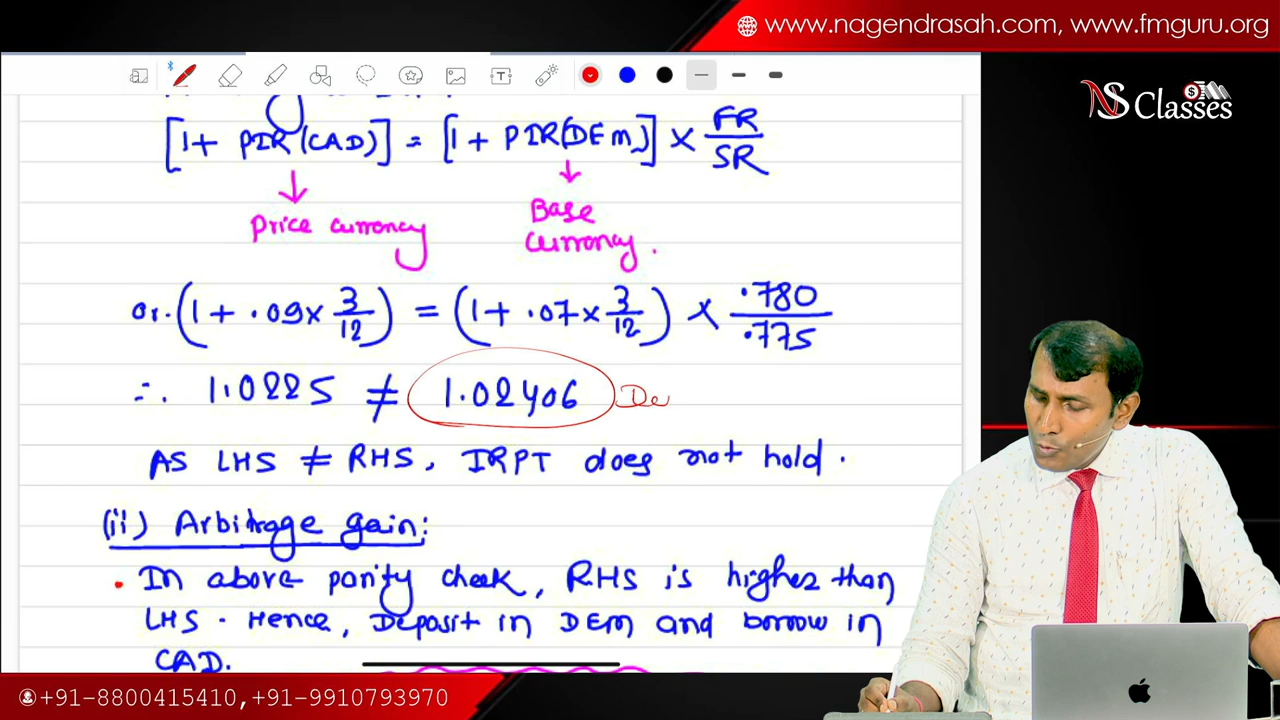 www.nagendrasah.com, www.fmguru.org
NS Classes
[1+ PIR(CAD)] = [1 + PIR(DEM)] × FR/SR
Price currency
Base currency.
or. (1 + .09 × 3/12) = (1 + .07 × 3/12) × .780/.775
∴ 1.0225 ≠ 1.02406 De
AS LHS ≠ RHS, IRPT does not hold.
(ii) Arbitrage gain:
• In above parity check, RHS is higher than
LHS. Hence, Deposit in DEM and borrow in
CAD.
+91-8800415410,+91-9910793970